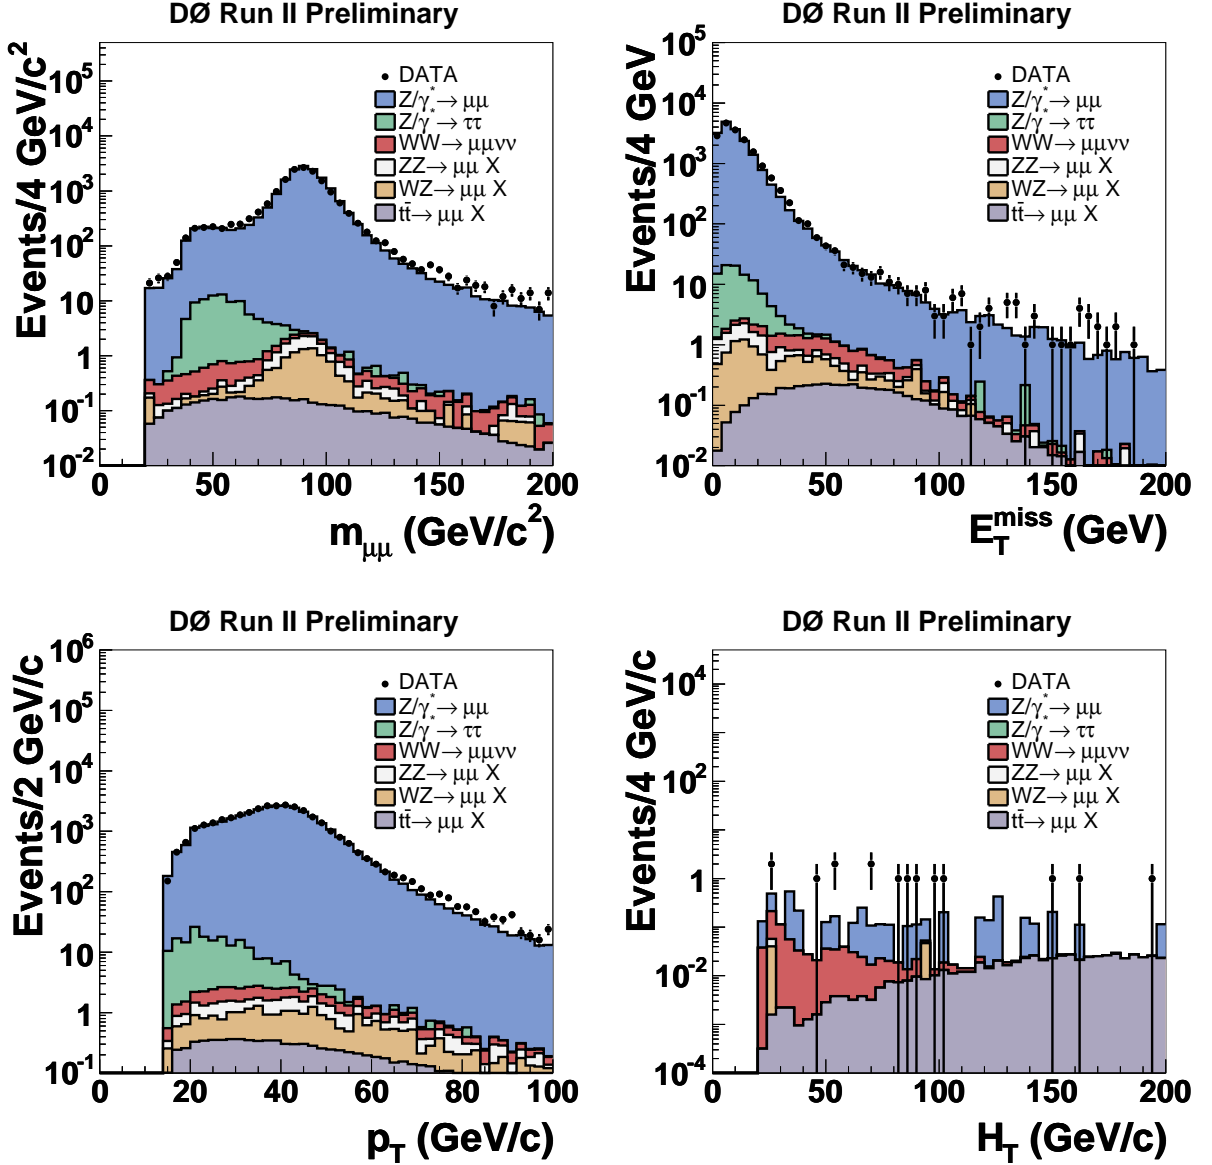 DØ Run II Preliminary
Events/4 GeV/c²
10⁵
10⁴
10³
10²
10
1
10⁻¹
10⁻²
DATA
Z/γ* → μμ
Z/γ* → ττ
WW → μμνν
ZZ → μμ X
WZ → μμ X
tt̄ → μμ X
0 50 100 150 200
m_μμ (GeV/c²)
DØ Run II Preliminary
Events/4 GeV
10⁵
10⁴
10³
10²
10
1
10⁻¹
10⁻²
DATA
Z/γ* → μμ
Z/γ* → ττ
WW → μμνν
ZZ → μμ X
WZ → μμ X
tt̄ → μμ X
0 50 100 150 200
E_T^miss (GeV)
DØ Run II Preliminary
Events/2 GeV/c
10⁶
10⁵
10⁴
10³
10²
10
1
10⁻¹
DATA
Z/γ* → μμ
Z/γ* → ττ
WW → μμνν
ZZ → μμ X
WZ → μμ X
tt̄ → μμ X
0 20 40 60 80 100
p_T (GeV/c)
DØ Run II Preliminary
Events/4 GeV/c
10⁴
10²
1
10⁻²
10⁻⁴
DATA
Z/γ* → μμ
Z/γ* → ττ
WW → μμνν
ZZ → μμ X
WZ → μμ X
tt̄ → μμ X
0 50 100 150 200
H_T (GeV/c)